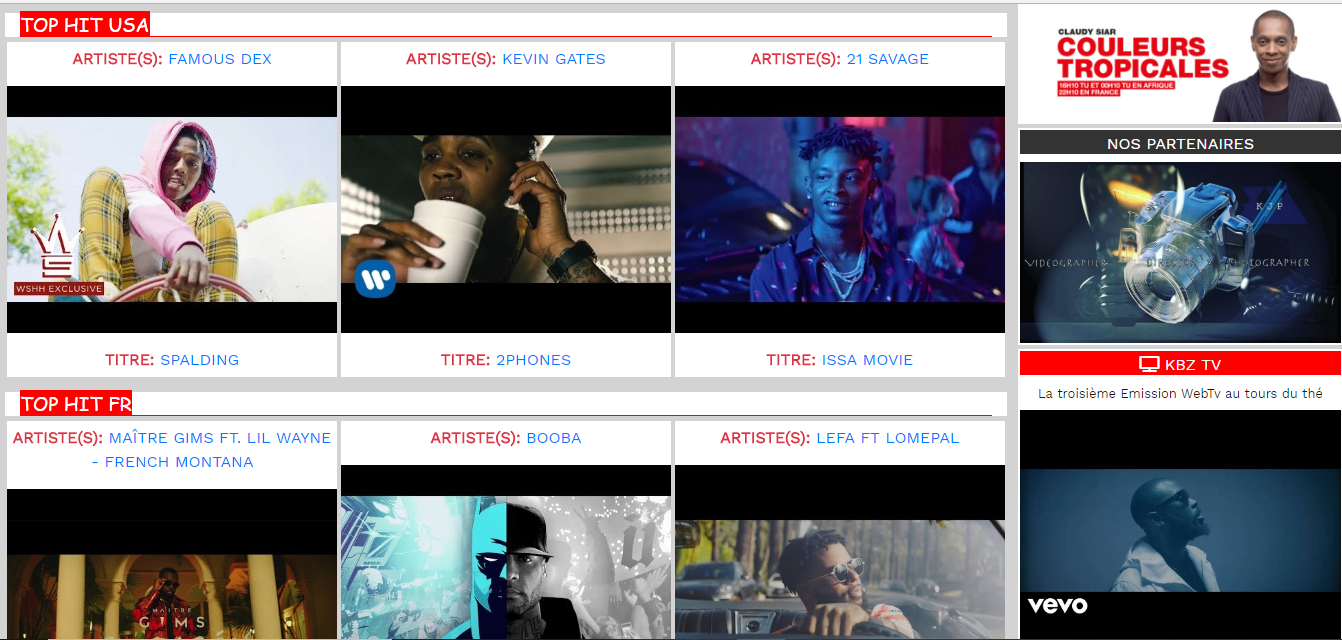 TOP HIT USA
ARTISTE(S): FAMOUS DEX
ARTISTE(S): KEVIN GATES
ARTISTE(S): 21 SAVAGE
WSHH EXCLUSIVE
TITRE: SPALDING
TITRE: 2PHONES
TITRE: ISSA MOVIE
TOP HIT FR
ARTISTE(S): MAÎTRE GIMS FT. LIL WAYNE
- FRENCH MONTANA
ARTISTE(S): BOOBA
ARTISTE(S): LEFA FT LOMEPAL
MAITRE
GIMS
CLAUDY SIAR
COULEURS
TROPICALES
16H10 TU ET 00H10 TU EN AFRIQUE
22H10 EN FRANCE
NOS PARTENAIRES
KJP
VIDEOGRAPHER DIRECTOR PHOTOGRAPHER
KBZ TV
La troisième Emission WebTv au tours du thé
vevo